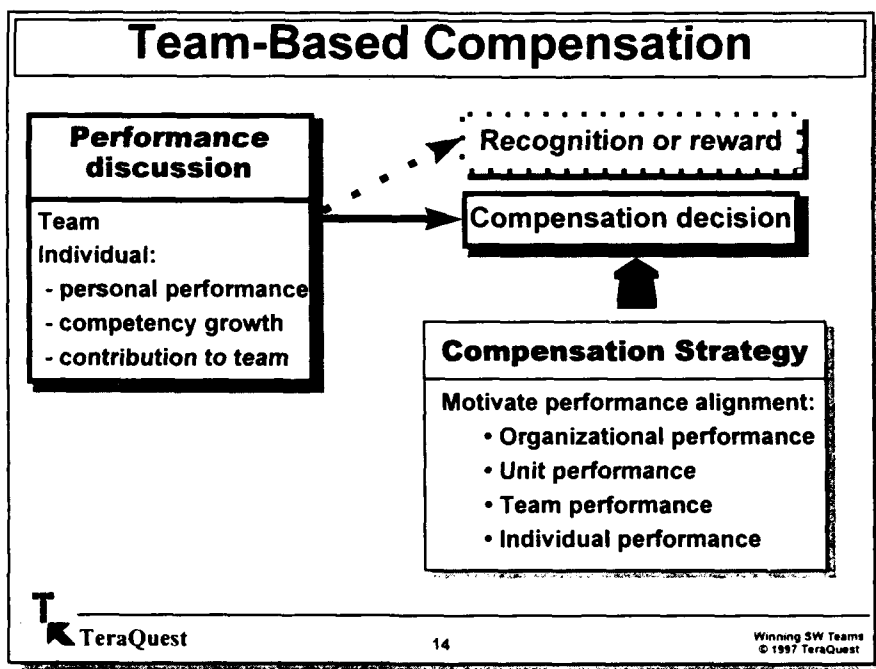 Team-Based Compensation
Performance
discussion
Team
Individual:
- personal performance
- competency growth
- contribution to team
Recognition or reward
Compensation decision
Compensation Strategy
Motivate performance alignment:
• Organizational performance
• Unit performance
• Team performance
• Individual performance
TeraQuest
14
Winning SW Teams
© 1997 TeraQuest